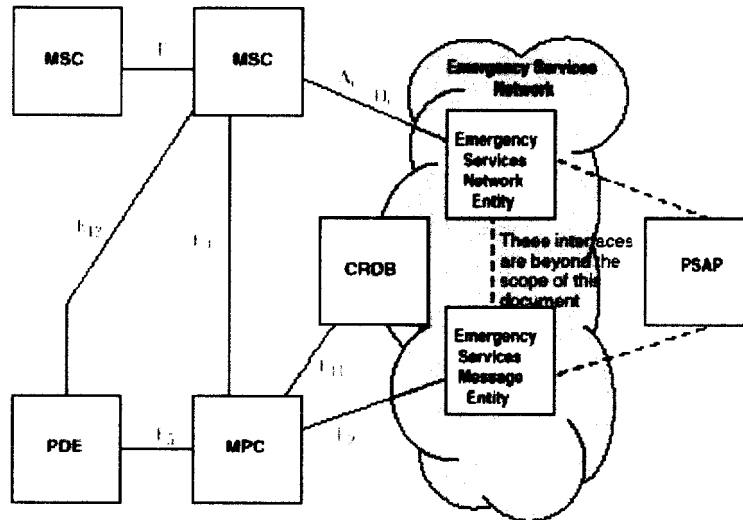 MSC
MSC
Emergency Services
Network
Emergency
Services
Network
Entity
CRDB
These interfaces
are beyond the
scope of this
document
PSAP
Emergency
Services
Message
Entity
PDE
MPC